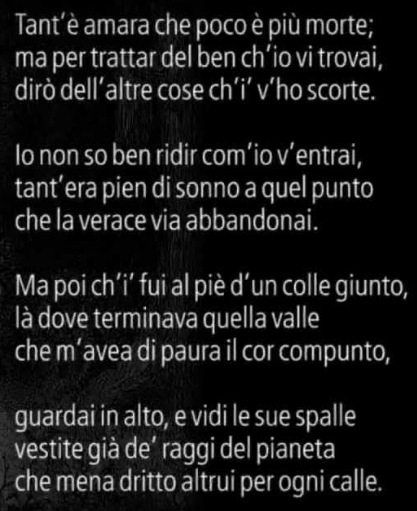 Tant'è amara che poco è più morte;
ma per trattar del ben ch'io vi trovai,
dirò dell'altre cose ch'i' v'ho scorte.

Io non so ben ridir com'io v'entrai,
tant'era pien di sonno a quel punto
che la verace via abbandonai.

Ma poi ch'i' fui al piè d'un colle giunto,
là dove terminava quella valle
che m'avea di paura il cor compunto,

guardai in alto, e vidi le sue spalle
vestite già de' raggi del pianeta
che mena dritto altrui per ogni calle.